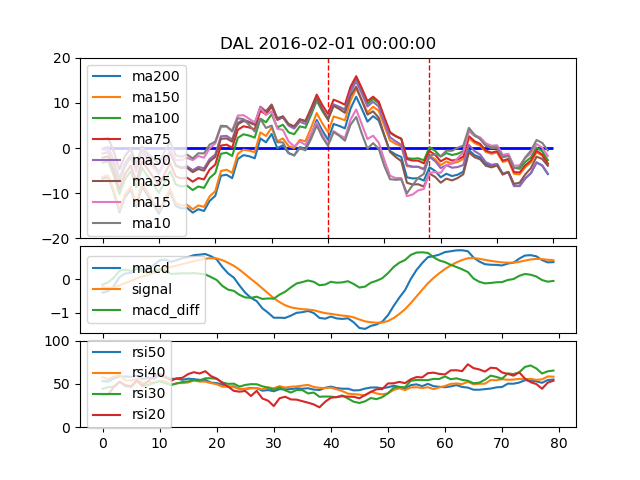 DAL 2016-02-01 00:00:00
20
10
0
−10
−20
ma200
ma150
ma100
ma75
ma50
ma35
ma15
ma10
0
−1
macd
signal
macd_diff
100
50
0
rsi50
rsi40
rsi30
rsi20
0 10 20 30 40 50 60 70 80